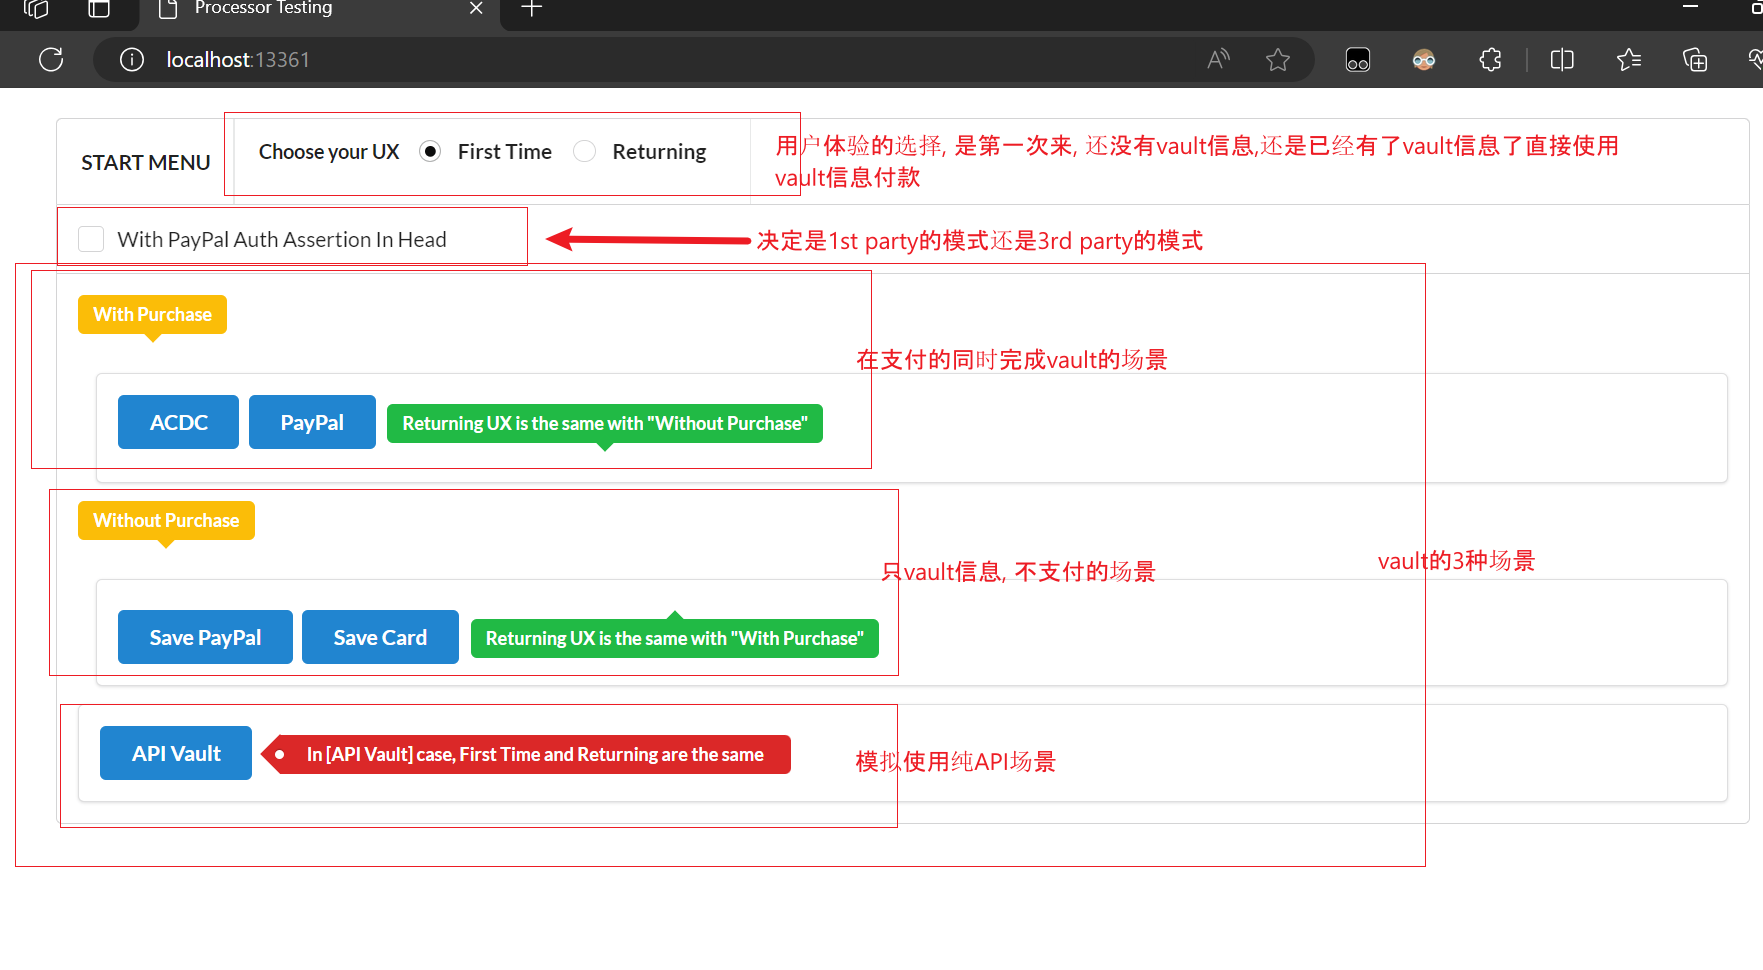 Processor Testing
localhost:13361
START MENU
Choose your UX
First Time
Returning
用户体验的选择, 是第一次来, 还没有vault信息,还是已经有了vault信息了直接使用
vault信息付款
With PayPal Auth Assertion In Head
决定是1st party的模式还是3rd party的模式
With Purchase
在支付的同时完成vault的场景
ACDC
PayPal
Returning UX is the same with "Without Purchase"
Without Purchase
只vault信息, 不支付的场景
vault的3种场景
Save PayPal
Save Card
Returning UX is the same with "With Purchase"
API Vault
In [API Vault] case, First Time and Returning are the same
模拟使用纯API场景